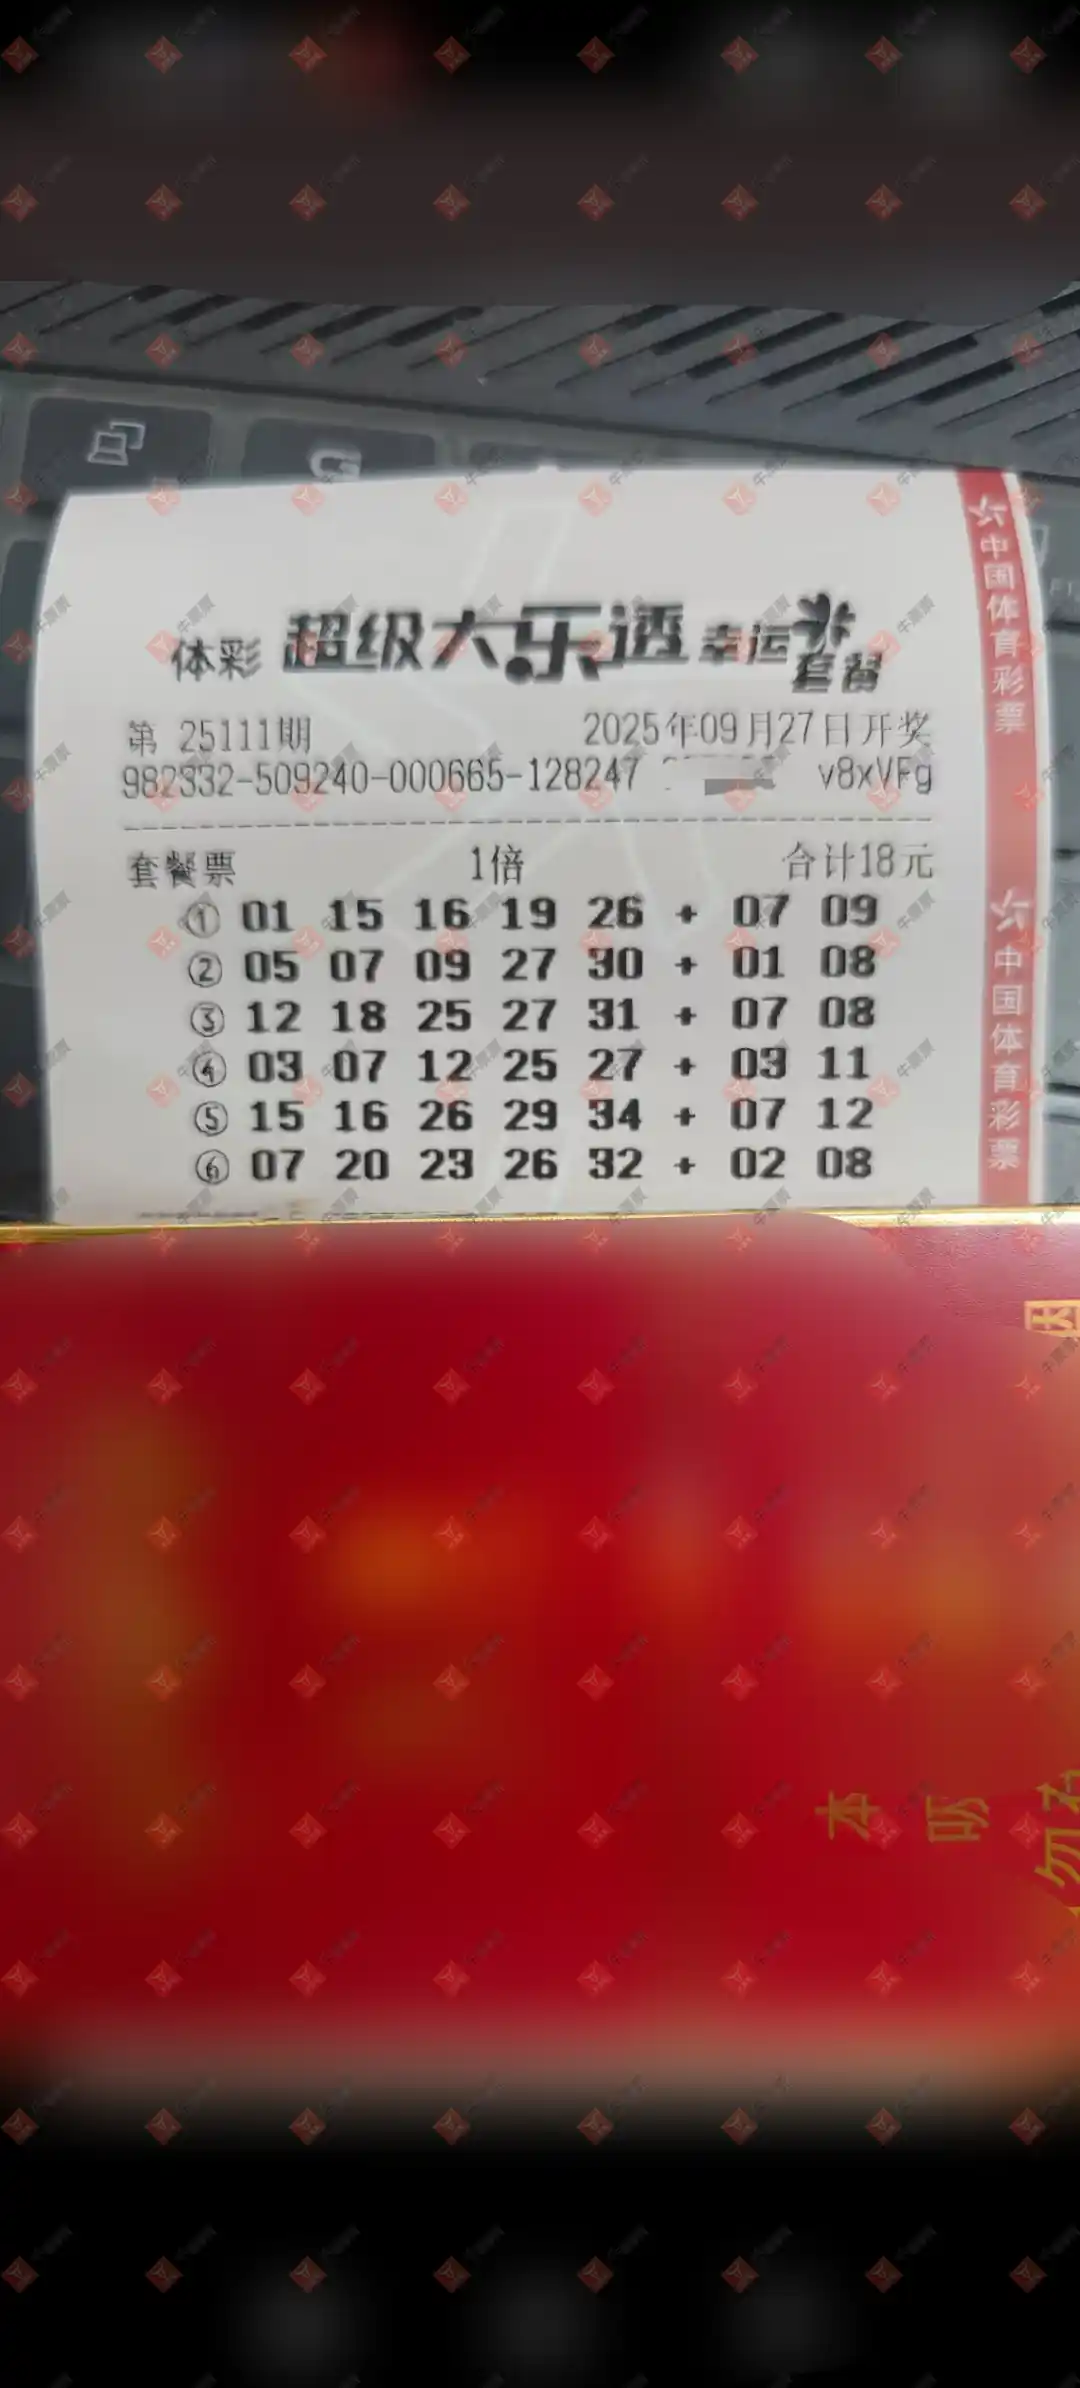 体彩 超级大乐透 幸运八套餐
第 25111期 2025年09月27日开奖
982332-509240-000665-128247 v8xVFg
套餐票 1倍 合计18元
① 01 15 16 19 26 + 07 09
② 05 07 09 27 30 + 01 08
③ 12 18 25 27 31 + 07 08
④ 03 07 12 25 27 + 03 11
⑤ 15 16 26 29 34 + 07 12
⑥ 07 20 23 26 32 + 02 08
中国体育彩票
中国体育彩票
本
牛票票